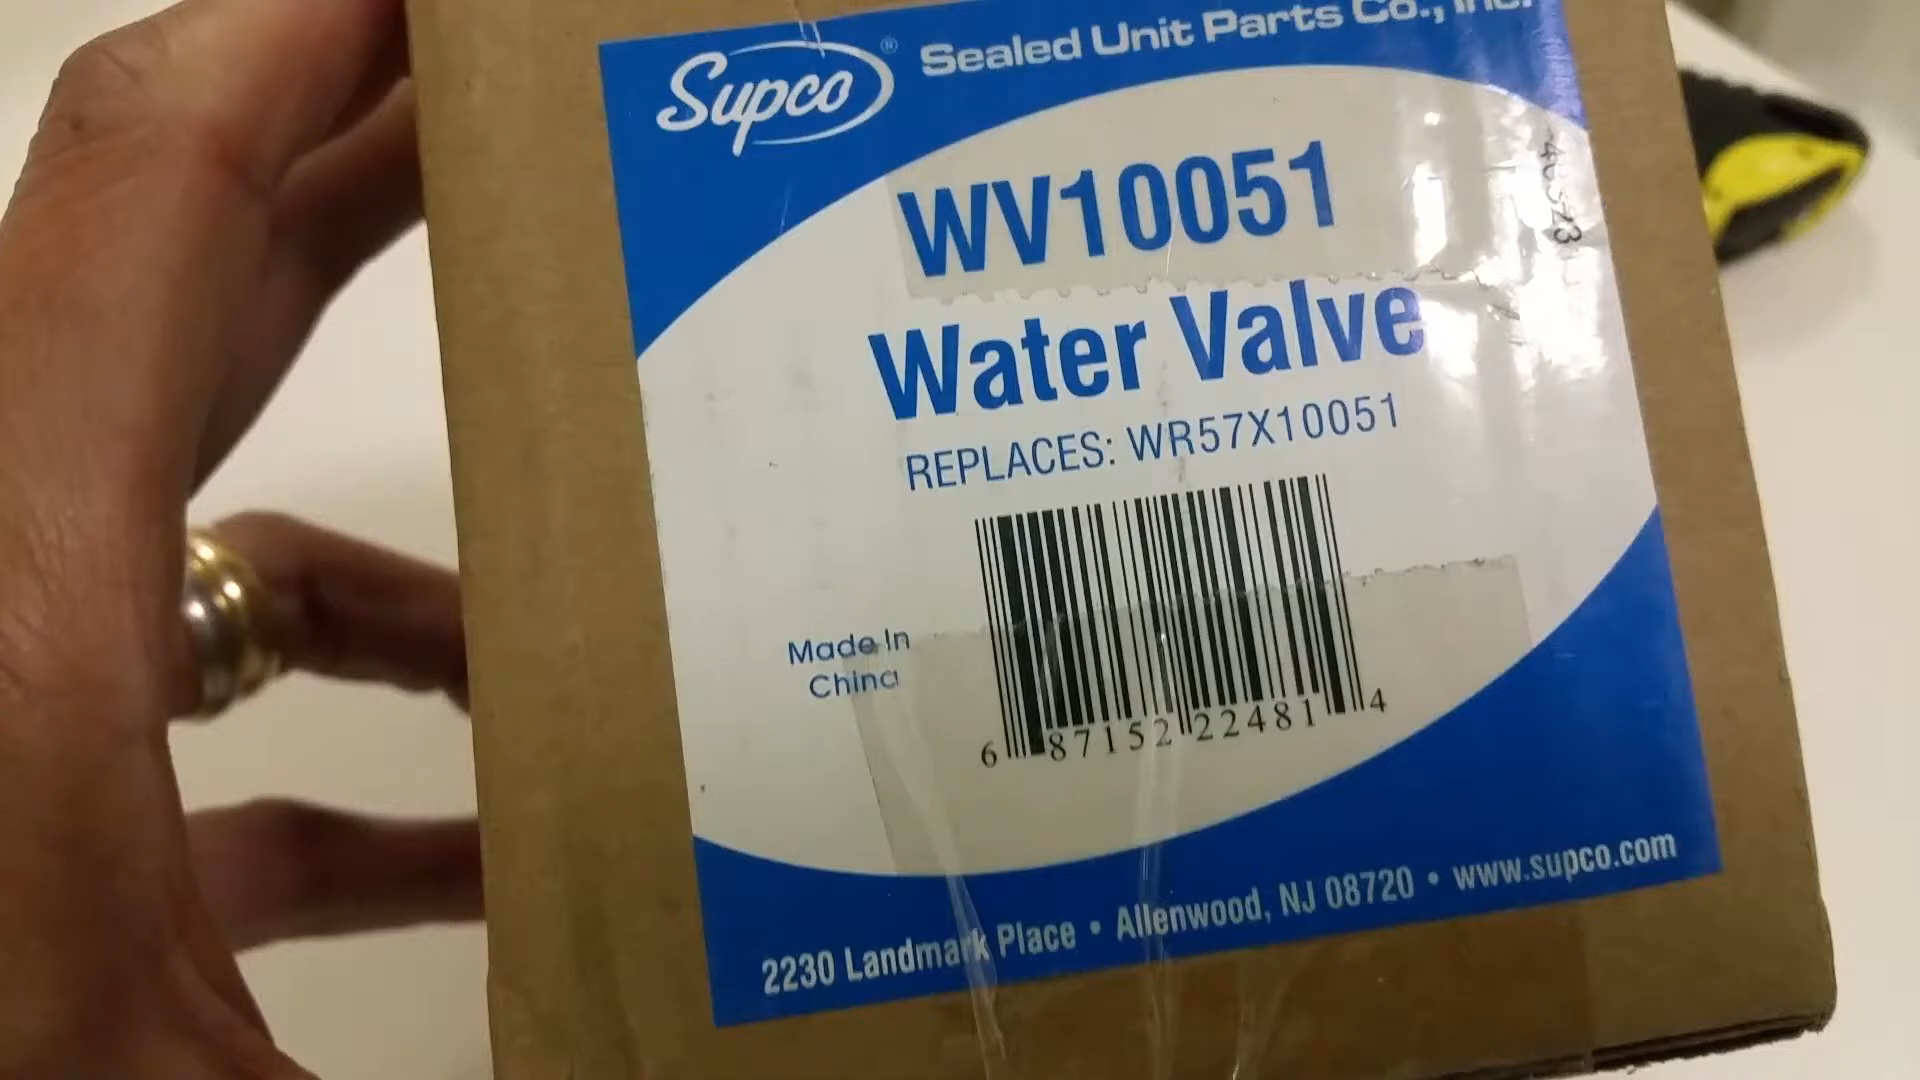 Supco® Sealed Unit Parts Co., Inc.
WV10051
Water Valve
REPLACES: WR57X10051
Made In
China
6 87152 22481 4
2230 Landmark Place • Allenwood, NJ 08720 • www.supco.com